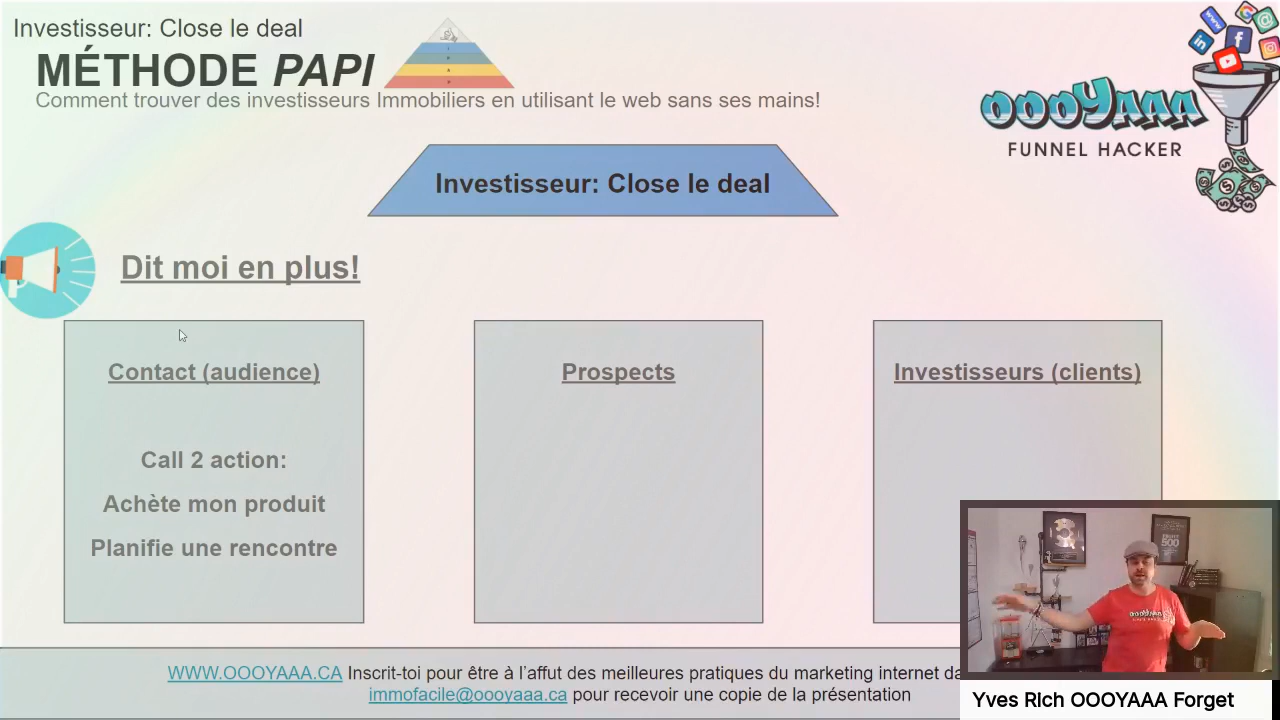 Investisseur: Close le deal
MÉTHODE PAPI
Comment trouver des investisseurs Immobiliers en utilisant le web sans ses mains!
OOOYAAA
FUNNEL HACKER
Investisseur: Close le deal
Dit moi en plus!
Contact (audience)
Call 2 action:
Achète mon produit
Planifie une rencontre
Prospects
Investisseurs (clients)
WWW.OOOYAAA.CA Inscrit-toi pour être à l'affut des meilleures pratiques du marketing internet da
immofacile@oooyaaa.ca pour recevoir une copie de la présentation
500
OOOYAAA
Yves RIch OOOYAAA Forget